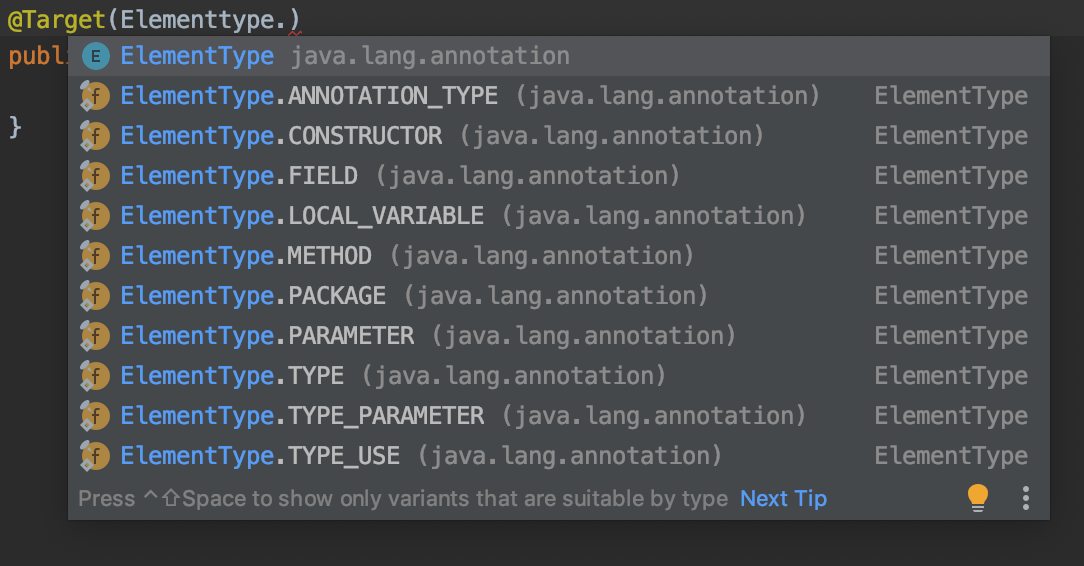 @Target(Elementtype.)
publi
E ElementType java.lang.annotation
f ElementType.ANNOTATION_TYPE (java.lang.annotation) ElementType
f ElementType.CONSTRUCTOR (java.lang.annotation) ElementType
f ElementType.FIELD (java.lang.annotation) ElementType
f ElementType.LOCAL_VARIABLE (java.lang.annotation) ElementType
f ElementType.METHOD (java.lang.annotation) ElementType
f ElementType.PACKAGE (java.lang.annotation) ElementType
f ElementType.PARAMETER (java.lang.annotation) ElementType
f ElementType.TYPE (java.lang.annotation) ElementType
f ElementType.TYPE_PARAMETER (java.lang.annotation) ElementType
f ElementType.TYPE_USE (java.lang.annotation) ElementType
Press ^⇧Space to show only variants that are suitable by type Next Tip
}